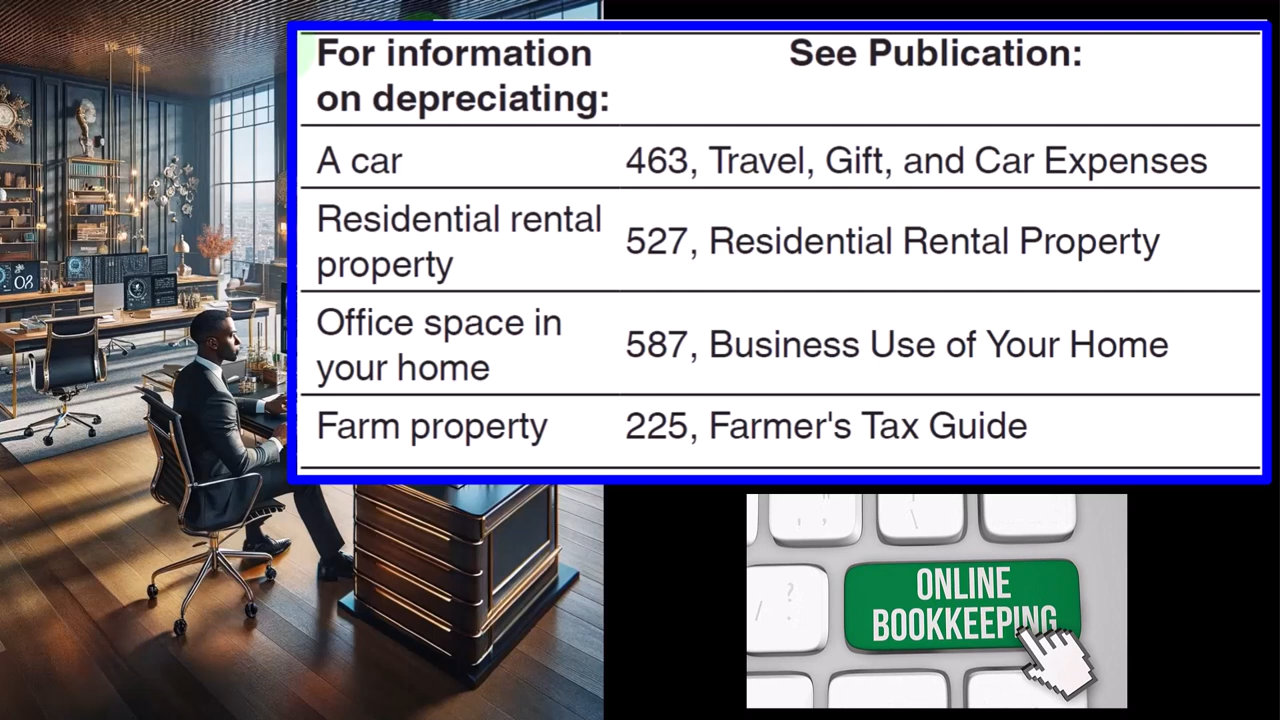 For information
on depreciating:
See Publication:
A car
463, Travel, Gift, and Car Expenses
Residential rental
property
527, Residential Rental Property
Office space in
your home
587, Business Use of Your Home
Farm property
225, Farmer's Tax Guide
ONLINE
BOOKKEEPING